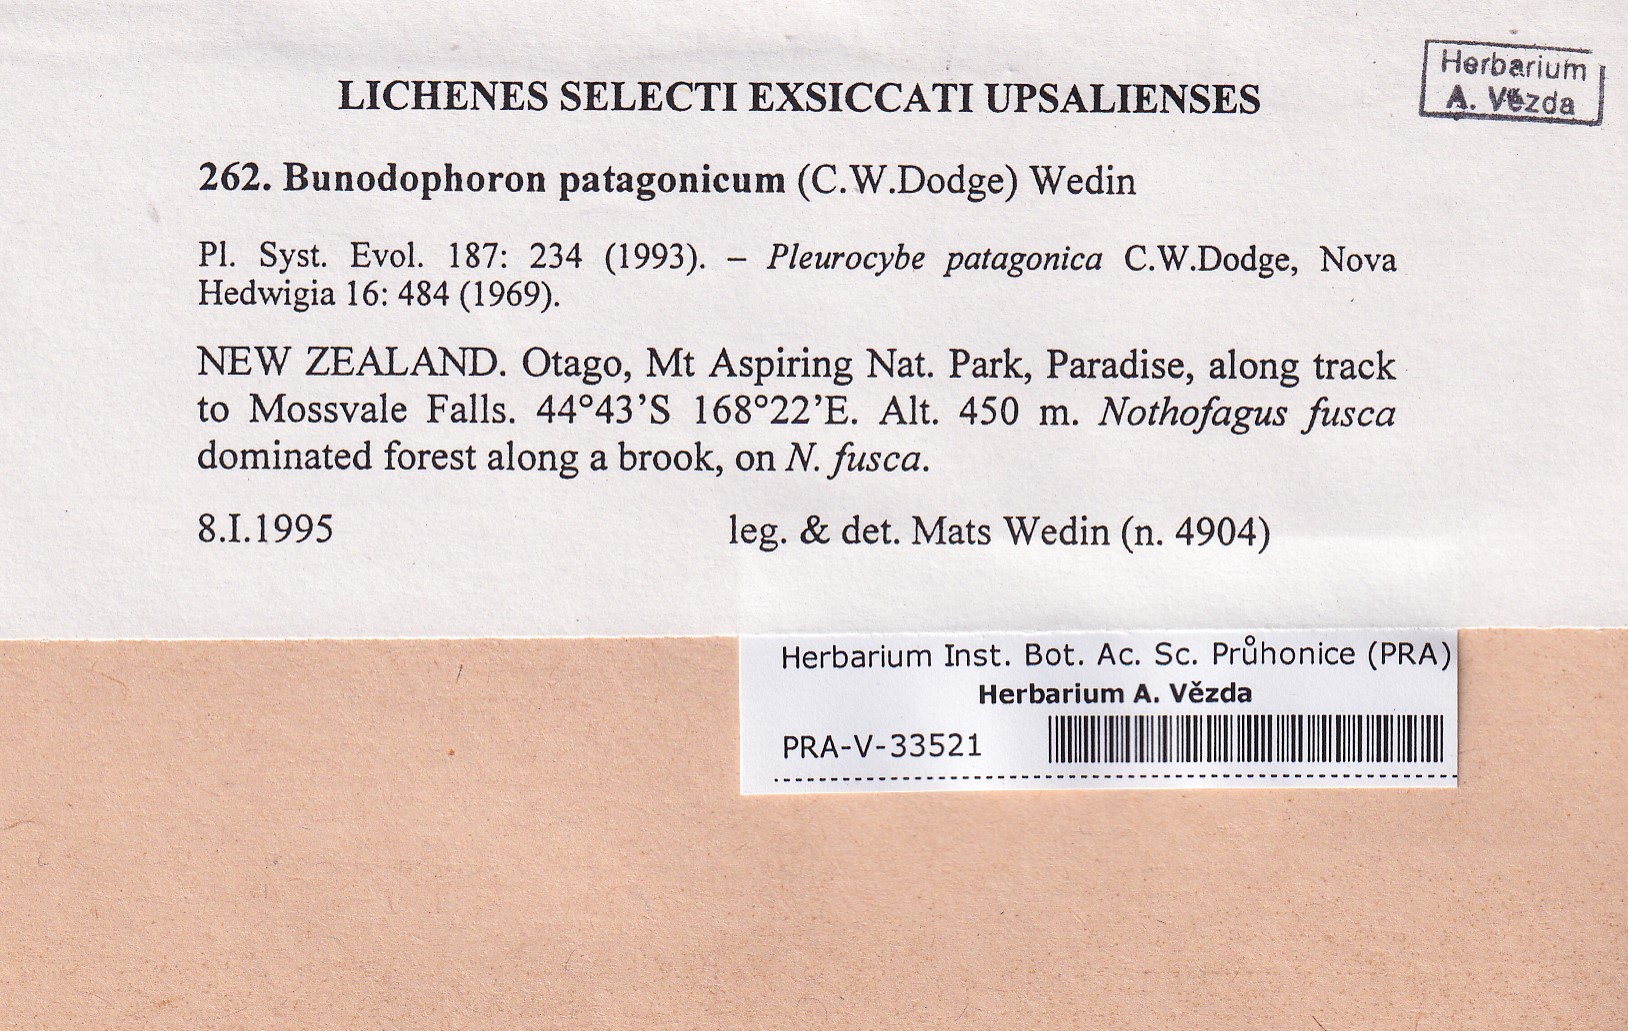 Herbarium
A. Vězda
LICHENES SELECTI EXSICCATI UPSALIENSES
262. Bunodophoron patagonicum (C.W.Dodge) Wedin
Pl. Syst. Evol. 187: 234 (1993). – Pleurocybe patagonica C.W.Dodge, Nova
Hedwigia 16: 484 (1969).
NEW ZEALAND. Otago, Mt Aspiring Nat. Park, Paradise, along track
to Mossvale Falls. 44°43’S 168°22’E. Alt. 450 m. Nothofagus fusca
dominated forest along a brook, on N. fusca.
8.I.1995 leg. & det. Mats Wedin (n. 4904)
Herbarium Inst. Bot. Ac. Sc. Průhonice (PRA)
Herbarium A. Vězda
PRA-V-33521